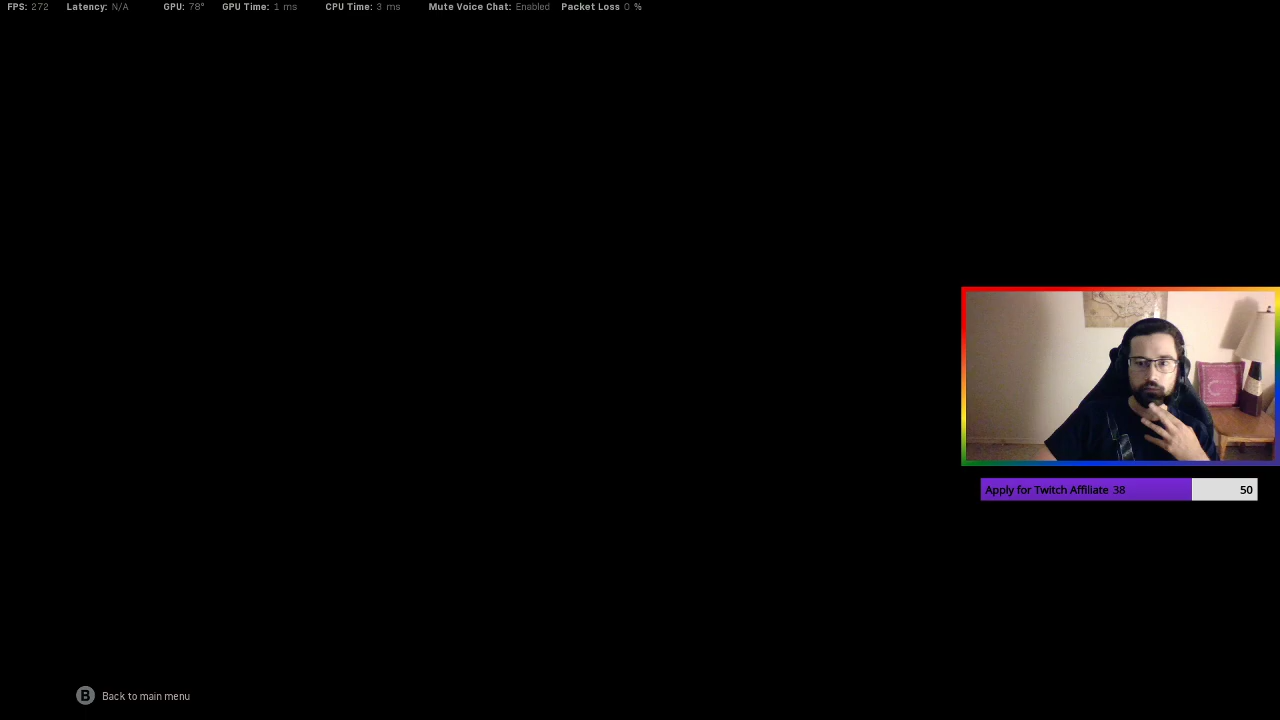 FPS: 272 Latency: N/A GPU: 78° GPU Time: 1 ms CPU Time: 3 ms Mute Voice Chat: Enabled Packet Loss 0 %
Apply for Twitch Affiliate 38 50
B Back to main menu